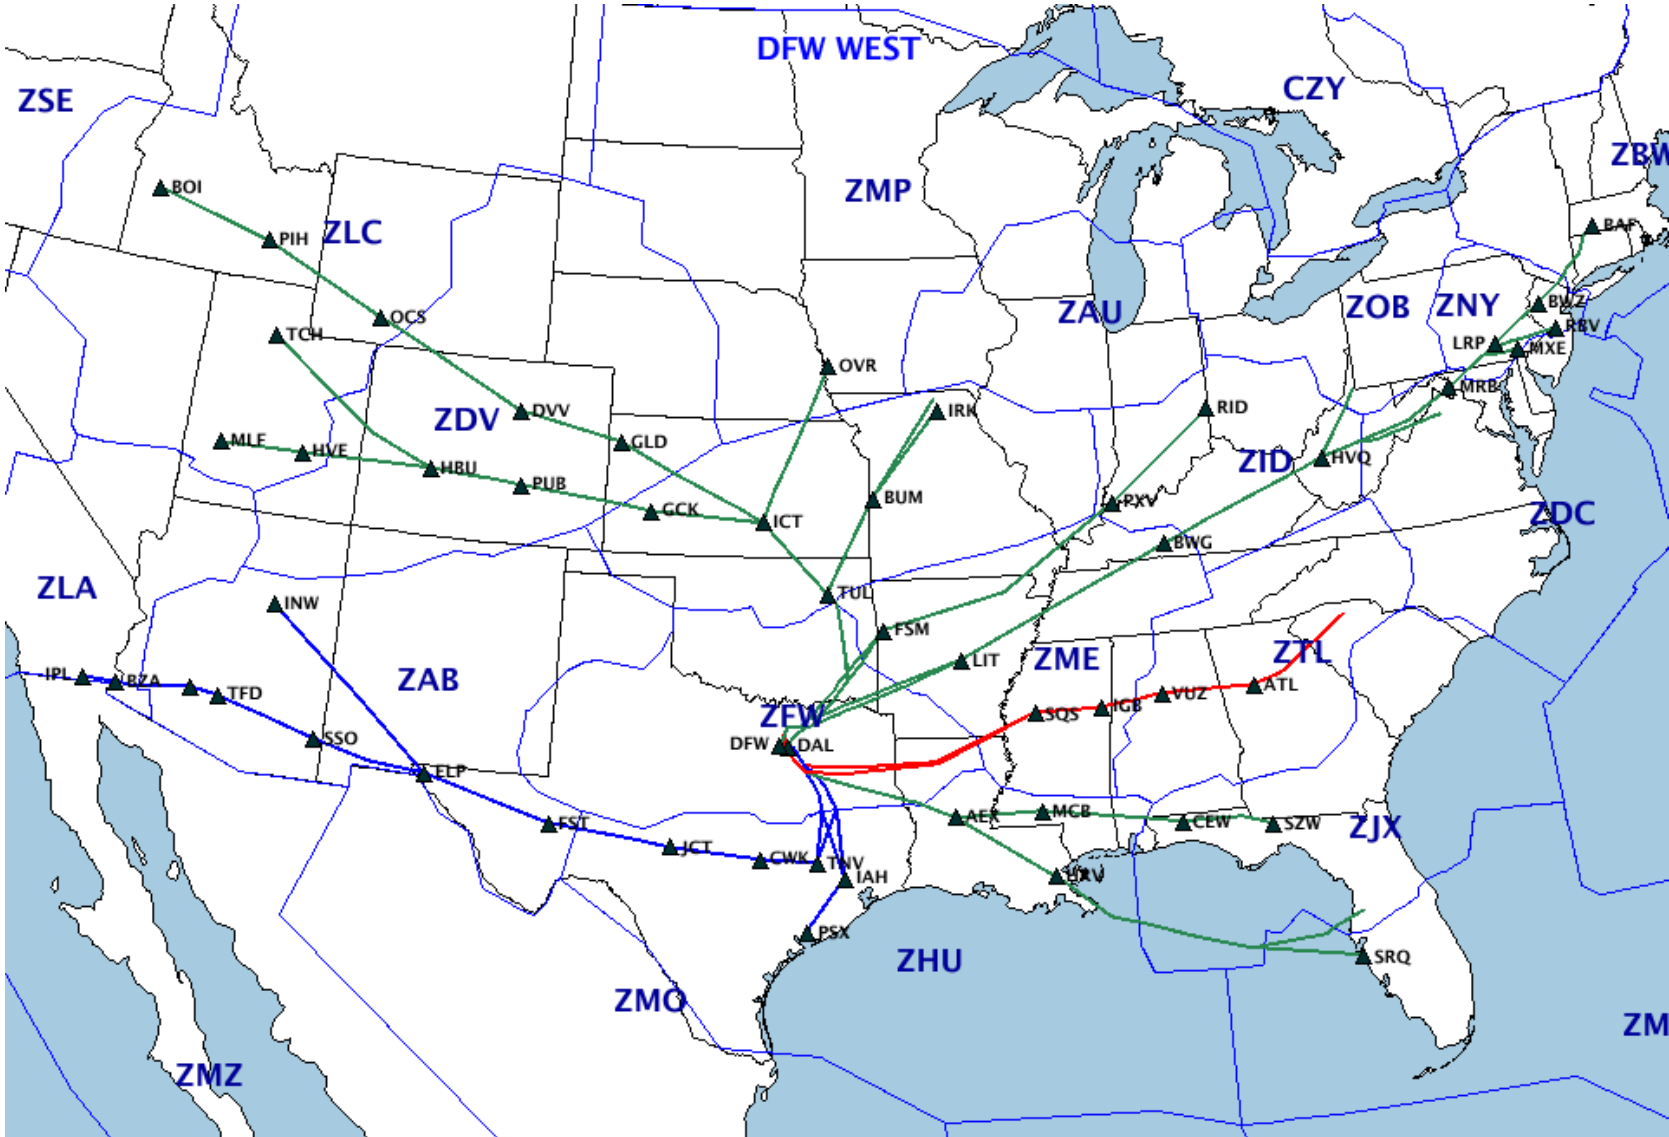 DFW WEST
ZSE
CZY
ZBW
BOI
ZMP
PIH
ZLC
BAF
OCS
ZAU
ZOB
ZNY
BWZ
TCH
RBV
LRP
MXE
OVR
MRB
DVV
IRK
RID
ZDV
MLF
HVE
GLD
HBU
ZID
HVQ
PUB
BUM
GCK
ICT
PXV
ZDC
BWG
ZLA
INW
TUL
FSM
ZME
ZTL
LIT
IPL
BZA
TFD
ZAB
VUZ
ATL
SQS
IGB
ZFW
SSO
DFW
DAL
ELP
AEX
MCB
CEW
SZW
ZJX
FST
JCT
CWK
TNV
IAH
HRV
PSX
ZHU
SRQ
ZMO
ZM
ZMZ